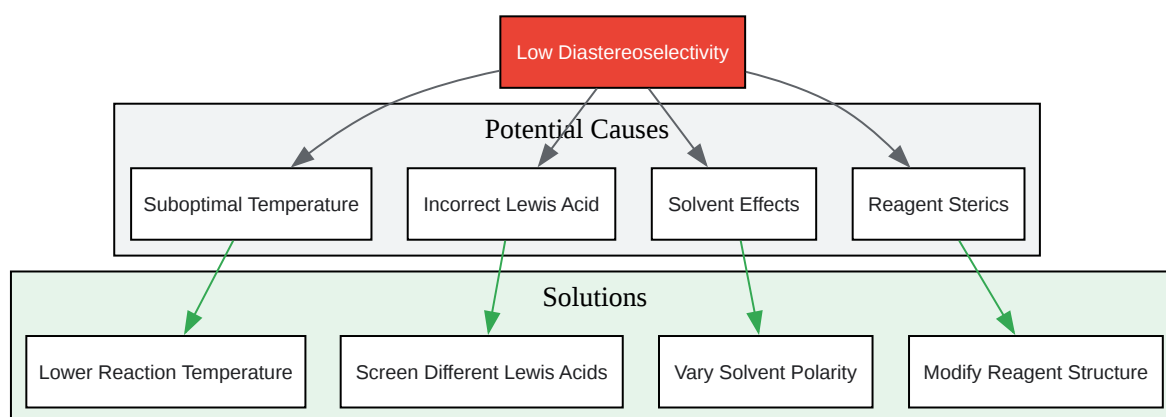 Low Diastereoselectivity
Potential Causes
Suboptimal Temperature
Incorrect Lewis Acid
Solvent Effects
Reagent Sterics
Solutions
Lower Reaction Temperature
Screen Different Lewis Acids
Vary Solvent Polarity
Modify Reagent Structure